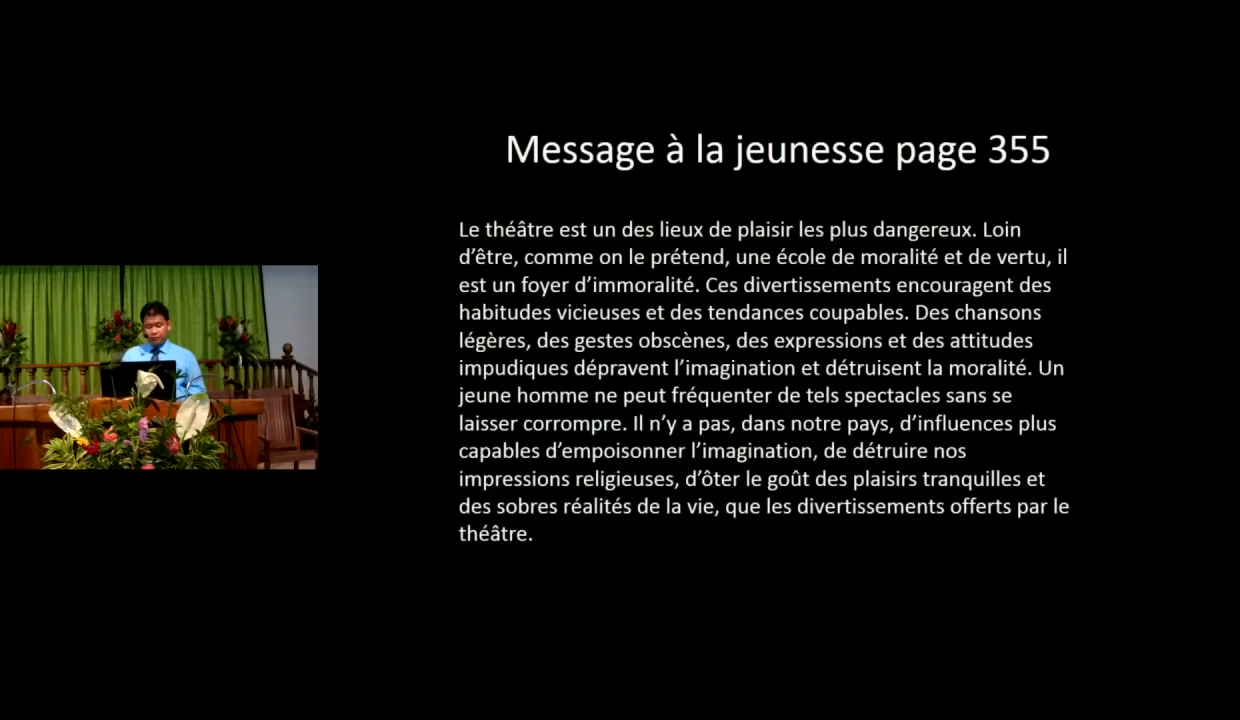 Message à la jeunesse page 355
Le théâtre est un des lieux de plaisir les plus dangereux. Loin
d’être, comme on le prétend, une école de moralité et de vertu, il
est un foyer d’immoralité. Ces divertissements encouragent des
habitudes vicieuses et des tendances coupables. Des chansons
légères, des gestes obscènes, des expressions et des attitudes
impudiques dépravent l’imagination et détruisent la moralité. Un
jeune homme ne peut fréquenter de tels spectacles sans se
laisser corrompre. Il n’y a pas, dans notre pays, d’influences plus
capables d’empoisonner l’imagination, de détruire nos
impressions religieuses, d’ôter le goût des plaisirs tranquilles et
des sobres réalités de la vie, que les divertissements offerts par le
théâtre.